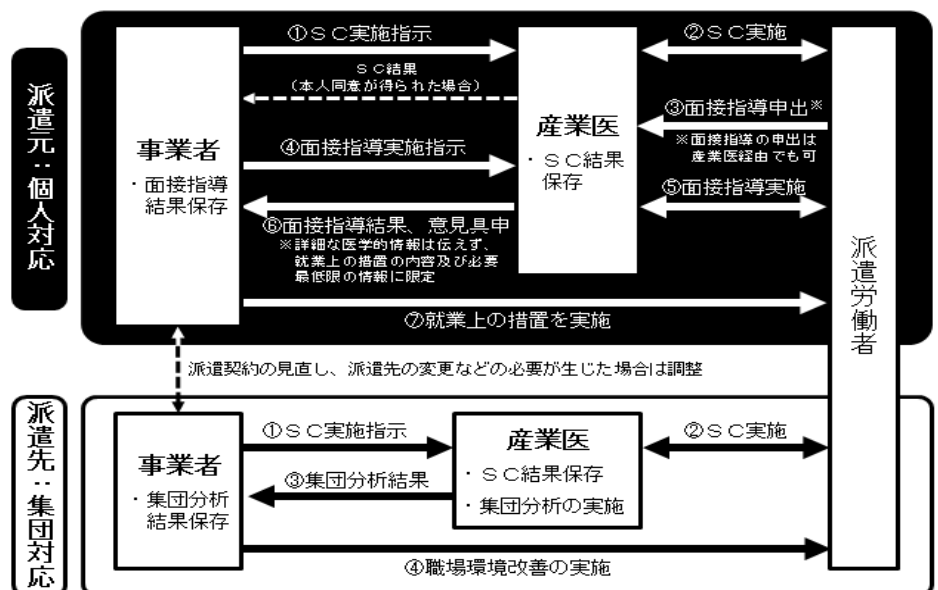 派遣元：個人対応
事業者
・面接指導
結果保存
①ＳＣ実施指示
ＳＣ結果
（本人同意が得られた場合）
④面接指導実施指示
⑥面接指導結果、意見具申
※詳細な医学的情報は伝えず、
就業上の措置の内容及び必要
最低限の情報に限定
産業医
・ＳＣ結果
保存
②ＳＣ実施
③面接指導申出※
※面接指導の申出は
産業医経由でも可
⑤面接指導実施
⑦就業上の措置を実施
派遣労働者
派遣契約の見直し、派遣先の変更などの必要が生じた場合は調整
派遣先：集団対応
事業者
・集団分析
結果保存
①ＳＣ実施指示
③集団分析結果
産業医
・ＳＣ結果保存
・集団分析の実施
②ＳＣ実施
④職場環境改善の実施